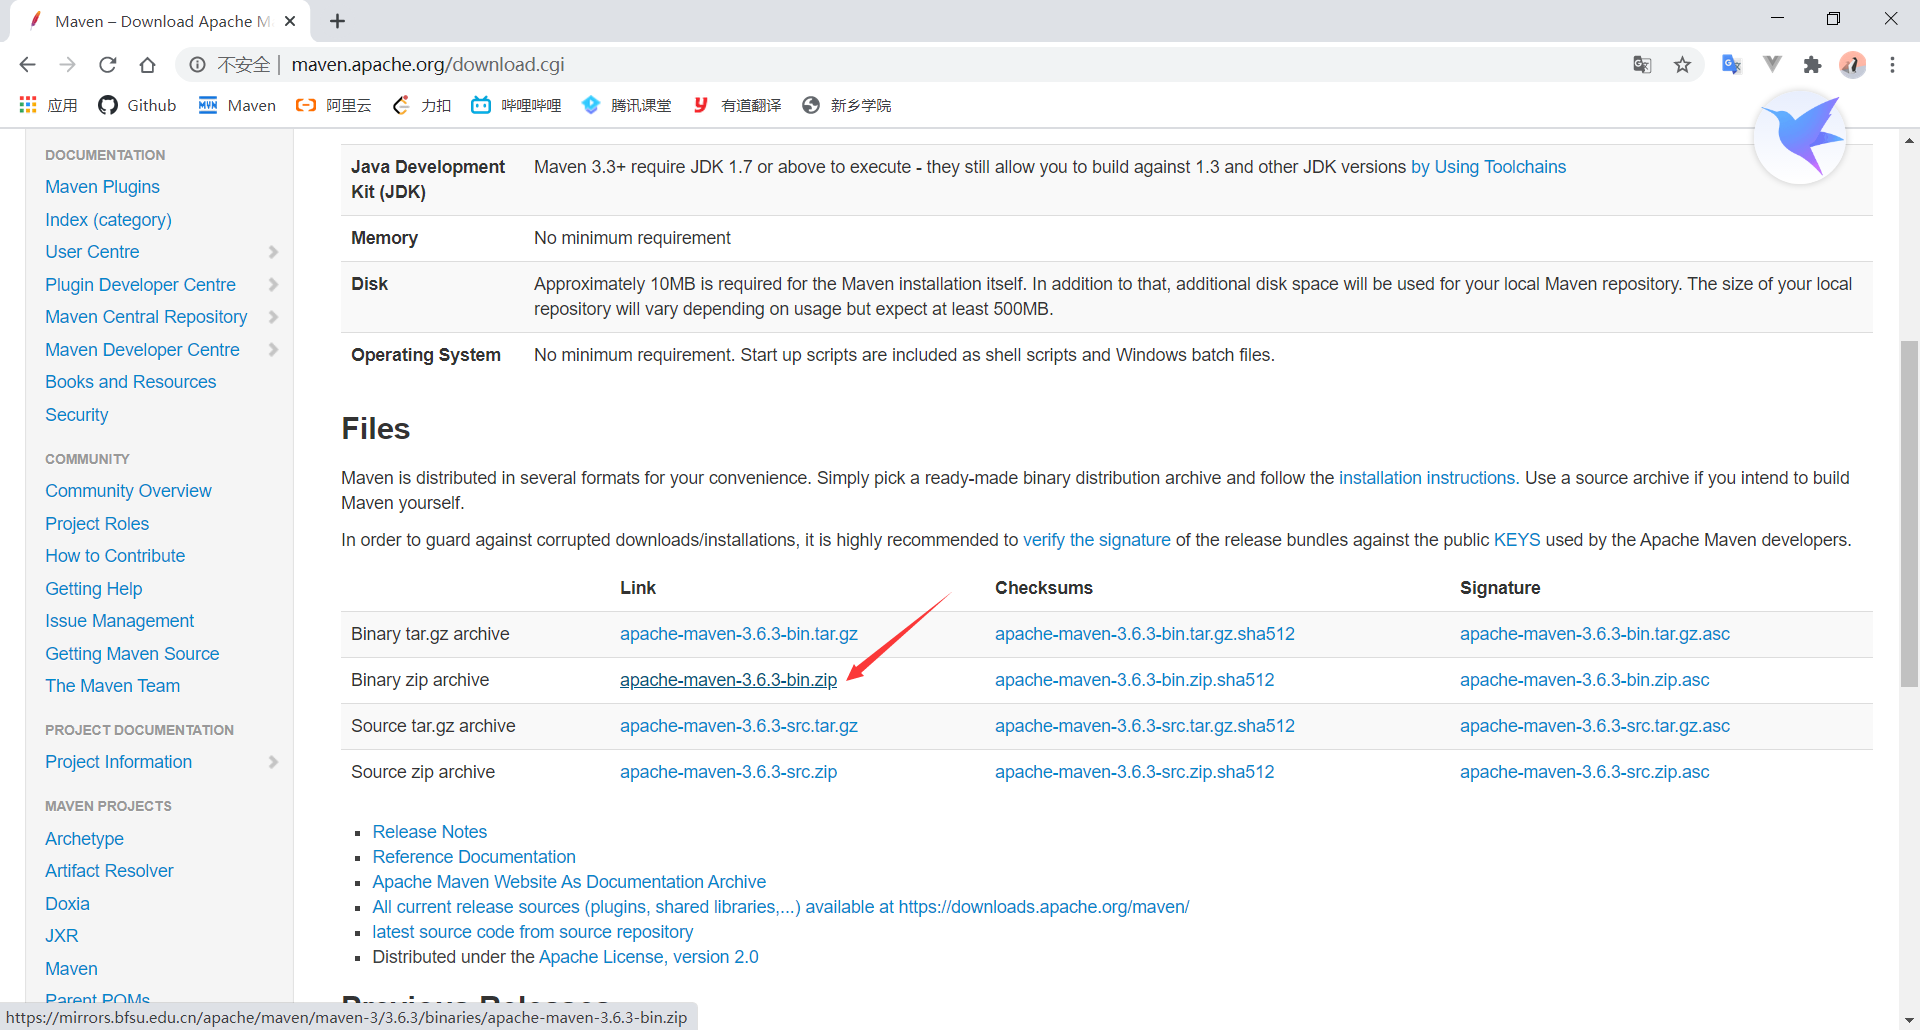 Maven – Download Apache M
不安全 | maven.apache.org/download.cgi
应用 Github Maven 阿里云 力扣 哔哩哔哩 腾讯课堂 有道翻译 新乡学院
DOCUMENTATION
Maven Plugins
Index (category)
User Centre
Plugin Developer Centre
Maven Central Repository
Maven Developer Centre
Books and Resources
Security
COMMUNITY
Community Overview
Project Roles
How to Contribute
Getting Help
Issue Management
Getting Maven Source
The Maven Team
PROJECT DOCUMENTATION
Project Information
MAVEN PROJECTS
Archetype
Artifact Resolver
Doxia
JXR
Maven
Parent POMs
Java Development Kit (JDK) Maven 3.3+ require JDK 1.7 or above to execute - they still allow you to build against 1.3 and other JDK versions by Using Toolchains
Memory No minimum requirement
Disk Approximately 10MB is required for the Maven installation itself. In addition to that, additional disk space will be used for your local Maven repository. The size of your local
repository will vary depending on usage but expect at least 500MB.
Operating System No minimum requirement. Start up scripts are included as shell scripts and Windows batch files.
Files
Maven is distributed in several formats for your convenience. Simply pick a ready-made binary distribution archive and follow the installation instructions. Use a source archive if you intend to build
Maven yourself.
In order to guard against corrupted downloads/installations, it is highly recommended to verify the signature of the release bundles against the public KEYS used by the Apache Maven developers.
Link Checksums Signature
Binary tar.gz archive apache-maven-3.6.3-bin.tar.gz apache-maven-3.6.3-bin.tar.gz.sha512 apache-maven-3.6.3-bin.tar.gz.asc
Binary zip archive apache-maven-3.6.3-bin.zip apache-maven-3.6.3-bin.zip.sha512 apache-maven-3.6.3-bin.zip.asc
Source tar.gz archive apache-maven-3.6.3-src.tar.gz apache-maven-3.6.3-src.tar.gz.sha512 apache-maven-3.6.3-src.tar.gz.asc
Source zip archive apache-maven-3.6.3-src.zip apache-maven-3.6.3-src.zip.sha512 apache-maven-3.6.3-src.zip.asc
Release Notes
Reference Documentation
Apache Maven Website As Documentation Archive
All current release sources (plugins, shared libraries,...) available at https://downloads.apache.org/maven/
latest source code from source repository
Distributed under the Apache License, version 2.0
Previous Releases
https://mirrors.bfsu.edu.cn/apache/maven/maven-3/3.6.3/binaries/apache-maven-3.6.3-bin.zip